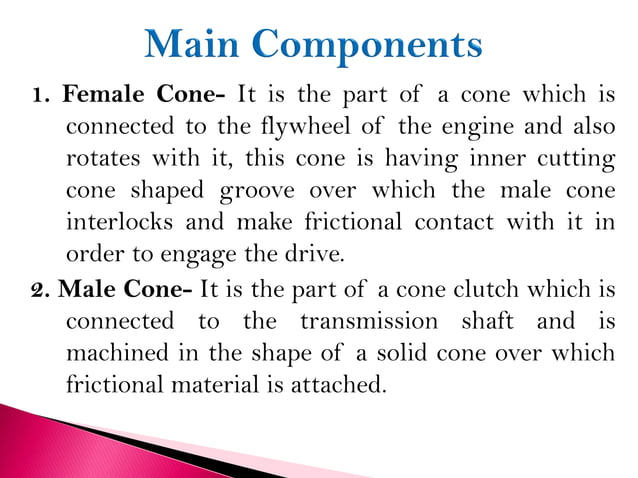 Main Components
1. Female Cone- It is the part of a cone which is
connected to the flywheel of the engine and also
rotates with it, this cone is having inner cutting
cone shaped groove over which the male cone
interlocks and make frictional contact with it in
order to engage the drive.
2. Male Cone- It is the part of a cone clutch which is
connected to the transmission shaft and is
machined in the shape of a solid cone over which
frictional material is attached.